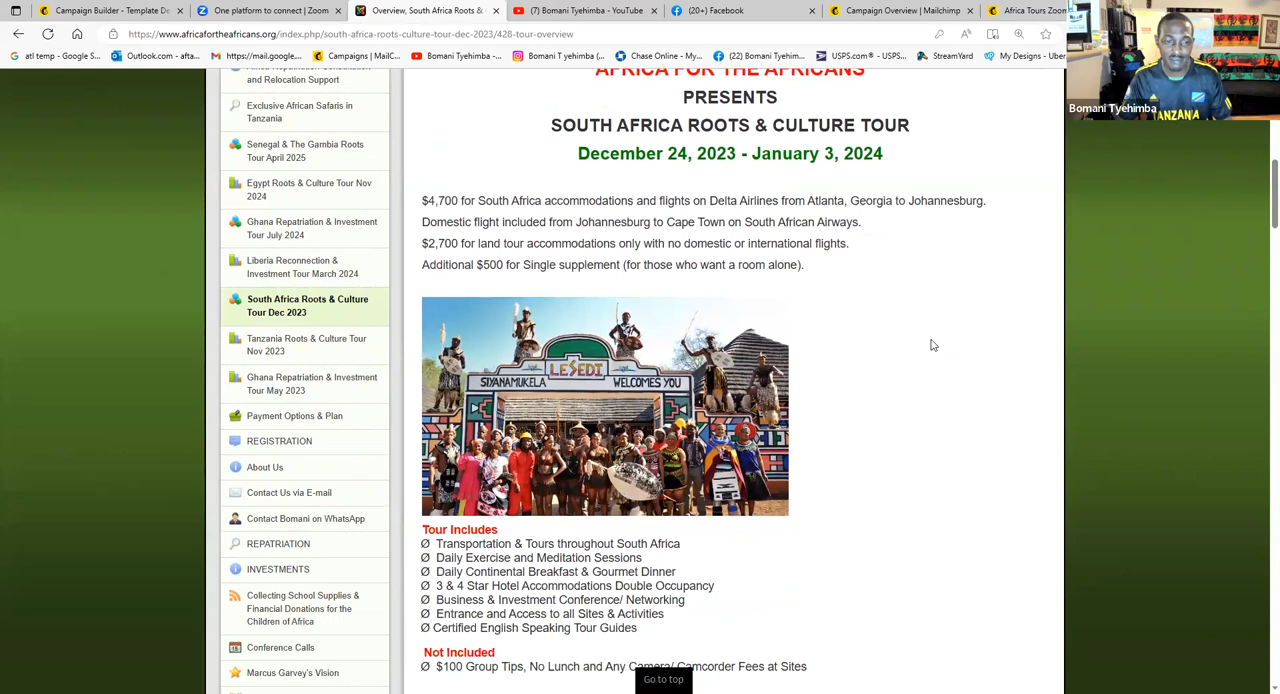 Campaign Builder - Template De
One platform to connect | Zoom
Overview, South Africa Roots &
(7) Bomani Tyehimba - YouTube
(20+) Facebook
Campaign Overview | Mailchimp
Africa Tours Zoom
https://www.africafortheafricans.org/index.php/south-africa-roots-culture-tour-dec-2023/428-tour-overview
atl temp - Google S...
Outlook.com - afta...
https://mail.google...
Campaigns | MailC...
Bomani Tyehimba -...
Bomani T yehimba (...
Chase Online - My...
(22) Bomani Tyehi...
USPS.com® - USPS...
StreamYard
My Designs - Uber
Bomani Tyehimba
TANZANIA
and Relocation Support
Exclusive African Safaris in
Tanzania
Senegal & The Gambia Roots
Tour April 2025
Egypt Roots & Culture Tour Nov
2024
Ghana Repatriation & Investment
Tour July 2024
Liberia Reconnection &
Investment Tour March 2024
South Africa Roots & Culture
Tour Dec 2023
Tanzania Roots & Culture Tour
Nov 2023
Ghana Repatriation & Investment
Tour May 2023
Payment Options & Plan
REGISTRATION
About Us
Contact Us via E-mail
Contact Bomani on WhatsApp
REPATRIATION
INVESTMENTS
Collecting School Supplies &
Financial Donations for the
Children of Africa
Conference Calls
Marcus Garvey's Vision
AFRICA FOR THE AFRICANS
PRESENTS
SOUTH AFRICA ROOTS & CULTURE TOUR
December 24, 2023 - January 3, 2024
$4,700 for South Africa accommodations and flights on Delta Airlines from Atlanta, Georgia to Johannesburg.
Domestic flight included from Johannesburg to Cape Town on South African Airways.
$2,700 for land tour accommodations only with no domestic or international flights.
Additional $500 for Single supplement (for those who want a room alone).
LESEDI
SIYANAMUKELA WELCOMES YOU
Tour Includes
Ø Transportation & Tours throughout South Africa
Ø Daily Exercise and Meditation Sessions
Ø Daily Continental Breakfast & Gourmet Dinner
Ø 3 & 4 Star Hotel Accommodations Double Occupancy
Ø Business & Investment Conference/ Networking
Ø Entrance and Access to all Sites & Activities
Ø Certified English Speaking Tour Guides
Not Included
Ø $100 Group Tips, No Lunch and Any Camera/ Camcorder Fees at Sites
Go to top